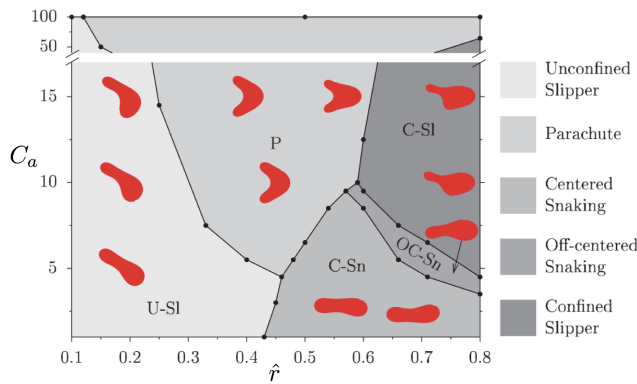 100
50
15
10
5
C_a
P
C-Sl
OC-Sn
C-Sn
U-Sl
0.1 0.2 0.3 0.4 0.5 0.6 0.7 0.8
r̂
Unconfined
Slipper
Parachute
Centered
Snaking
Off-centered
Snaking
Confined
Slipper